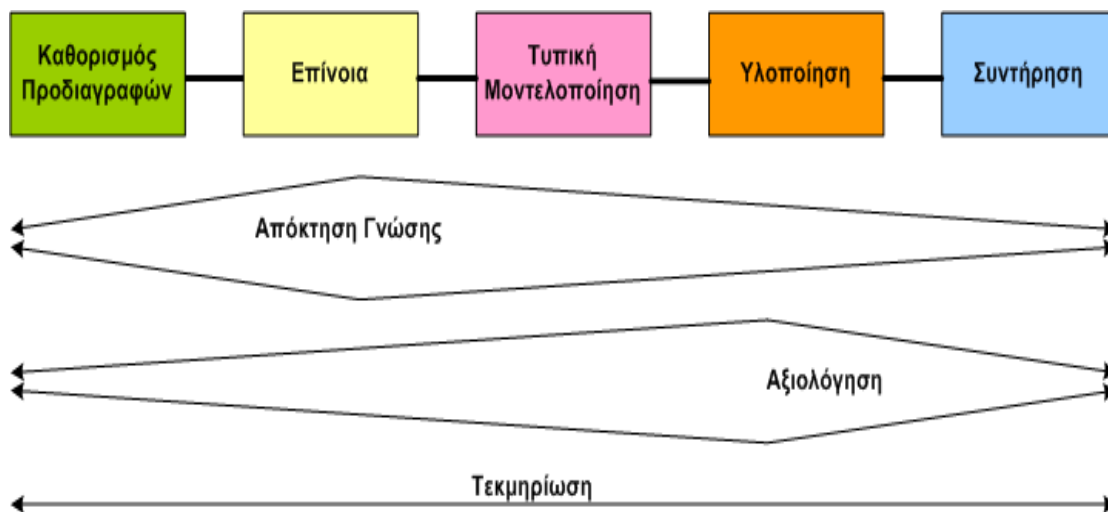 Καθορισμός
Προδιαγραφών
Επίνοια
Τυπική
Μοντελοποίηση
Υλοποίηση
Συντήρηση
Απόκτηση Γνώσης
Αξιολόγηση
Τεκμηρίωση